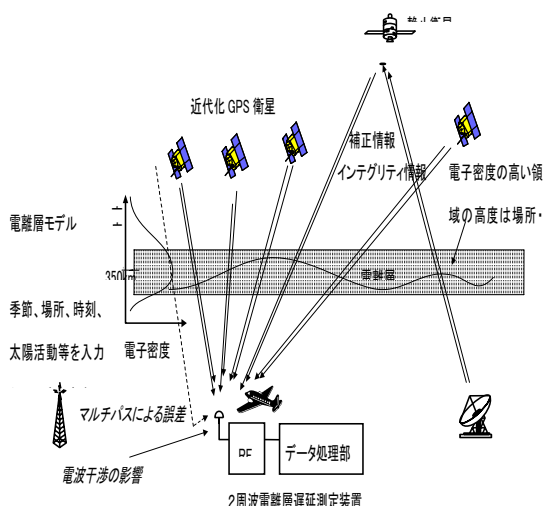 近代化 GPS 衛星
補正情報
インテグリティ情報
電子密度の高い領
域の高度は場所・
電離層モデル
350km
電離層
季節、場所、時刻、
太陽活動等を入力
電子密度
マルチパスによる誤差
電波干渉の影響
データ処理部
2周波電離層遅延測定装置